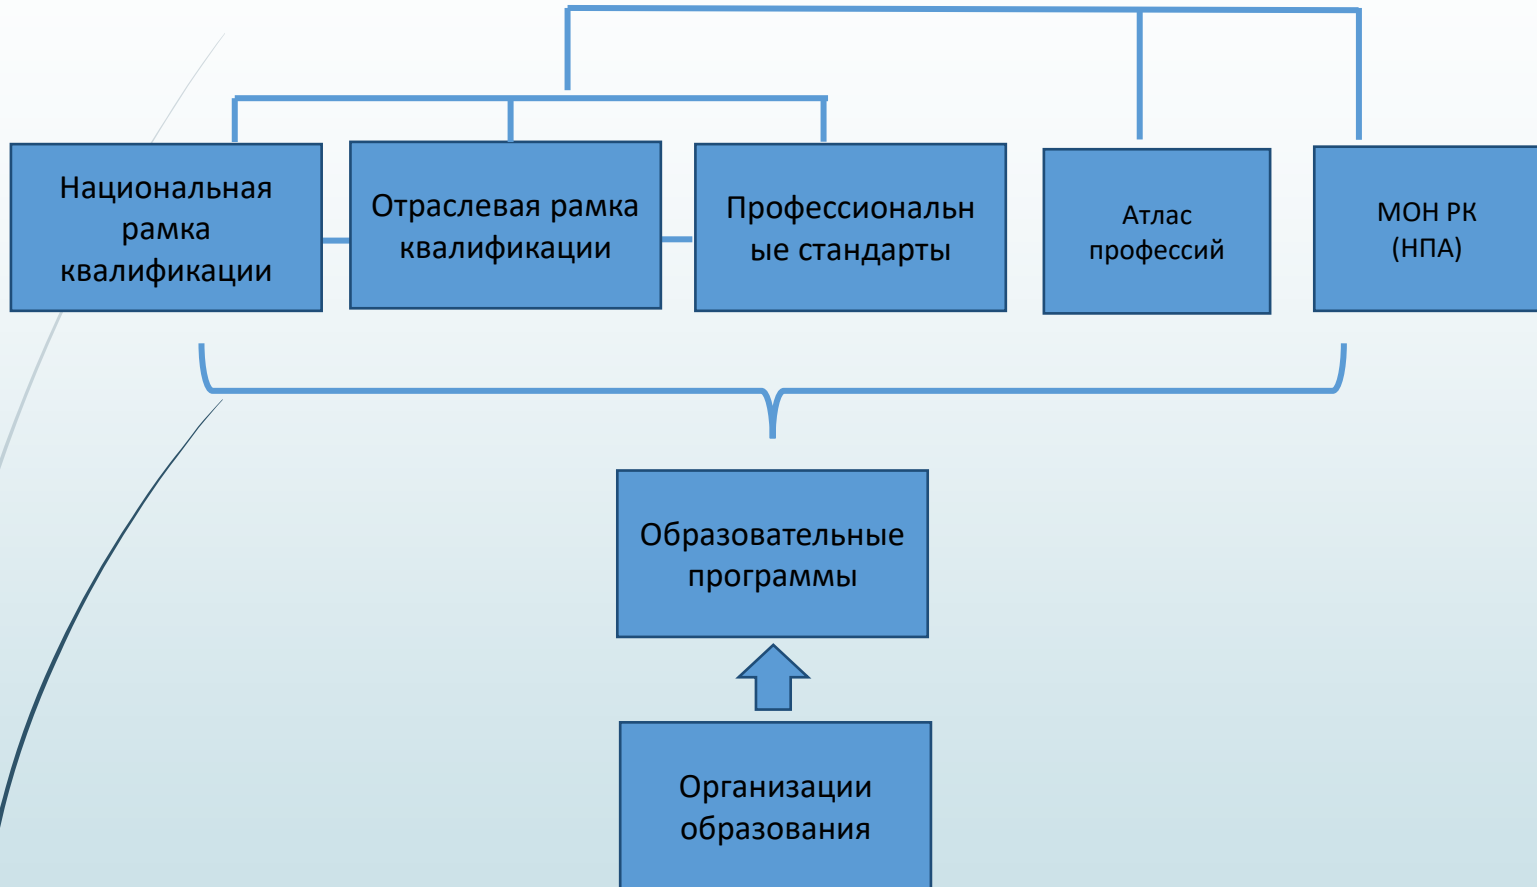 Национальная
рамка
квалификации
Отраслевая рамка
квалификации
Профессиональн
ые стандарты
Атлас
профессий
МОН РК
(НПА)
Образовательные
программы
Организации
образования